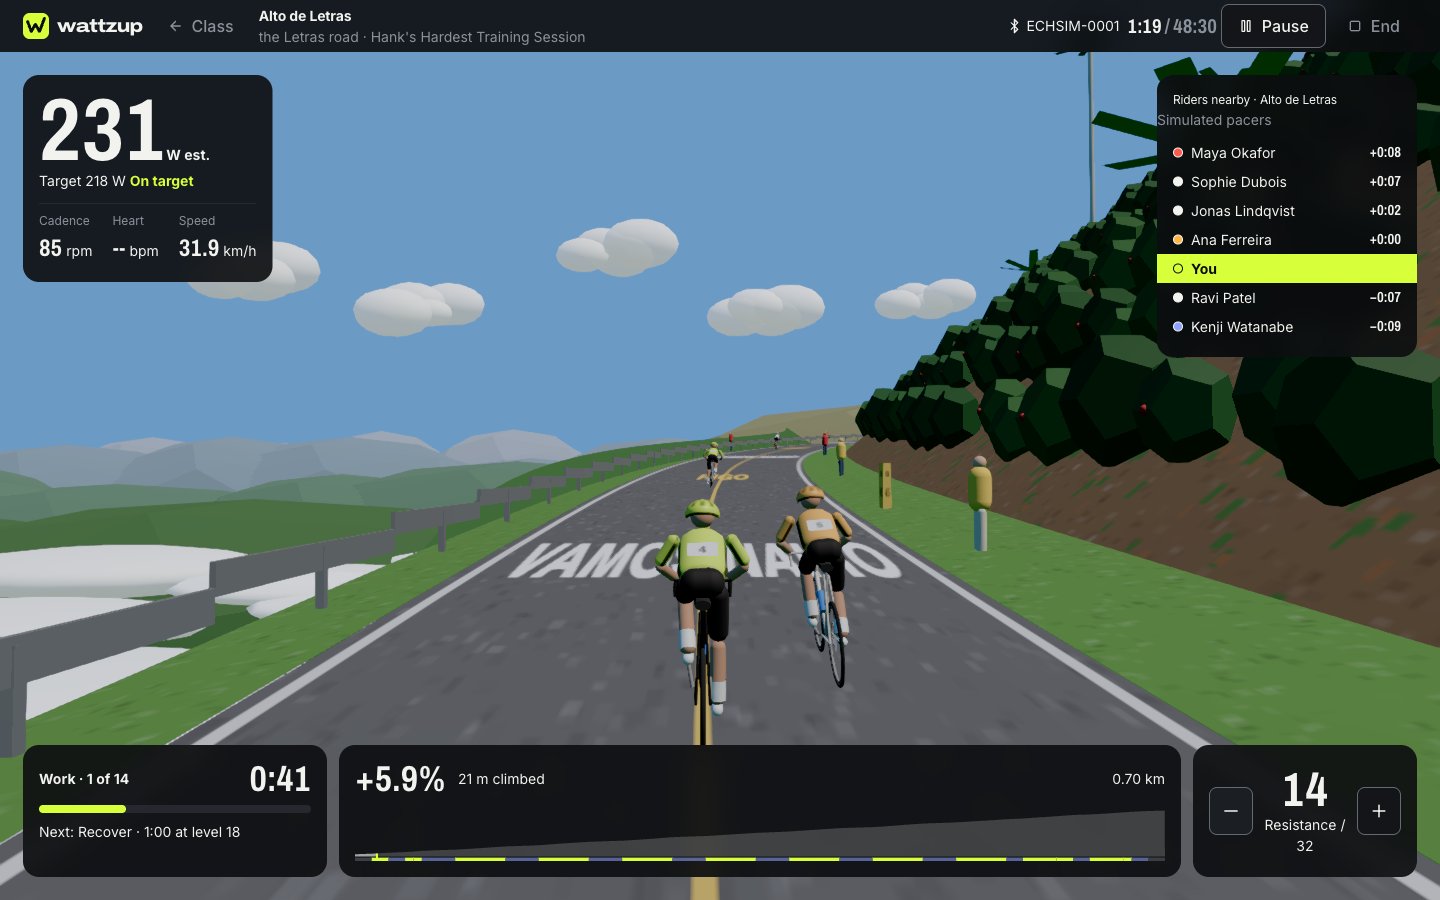 wattzup
Class
Alto de Letras
the Letras road · Hank's Hardest Training Session
ECHSIM-0001
1:19 / 48:30
Pause
End
231 W est.
Target 218 W On target
Cadence Heart Speed
85 rpm -- bpm 31.9 km/h
Riders nearby · Alto de Letras
Simulated pacers
Maya Okafor +0:08
Sophie Dubois +0:07
Jonas Lindqvist +0:02
Ana Ferreira +0:00
You
Ravi Patel −0:07
Kenji Watanabe −0:09
4
Work · 1 of 14 0:41
Next: Recover · 1:00 at level 18
+5.9% 21 m climbed 0.70 km
− 14 +
Resistance /
32